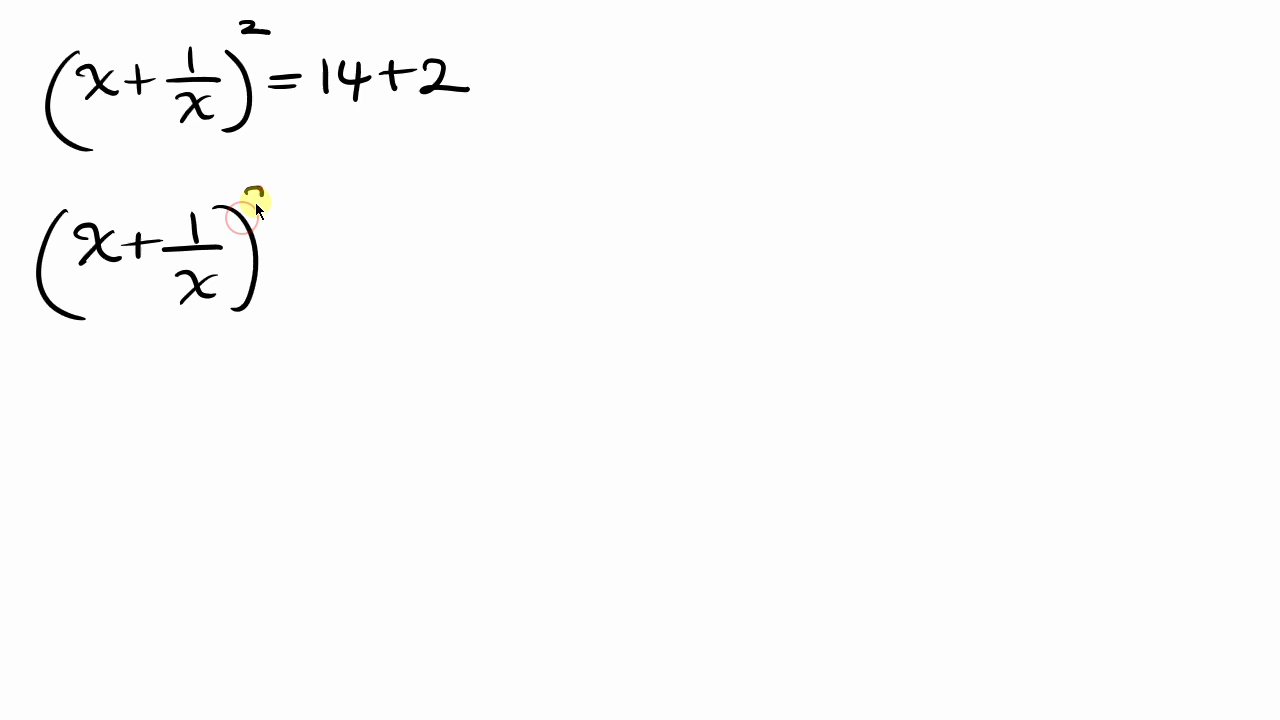 (x + 1/x)² = 14 + 2
(x + 1/x)